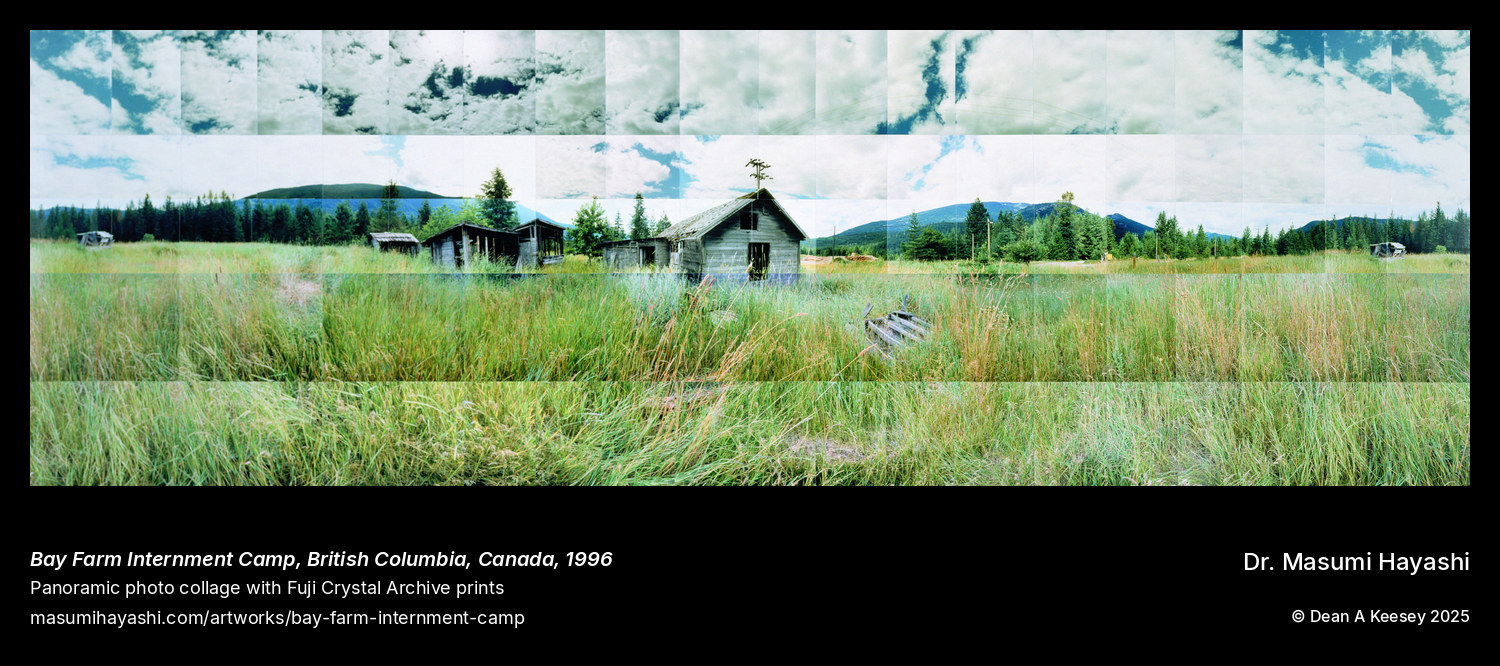 Bay Farm Internment Camp, British Columbia, Canada, 1996
Panoramic photo collage with Fuji Crystal Archive prints
masumihayashi.com/artworks/bay-farm-internment-camp
Dr. Masumi Hayashi
© Dean A Keesey 2025